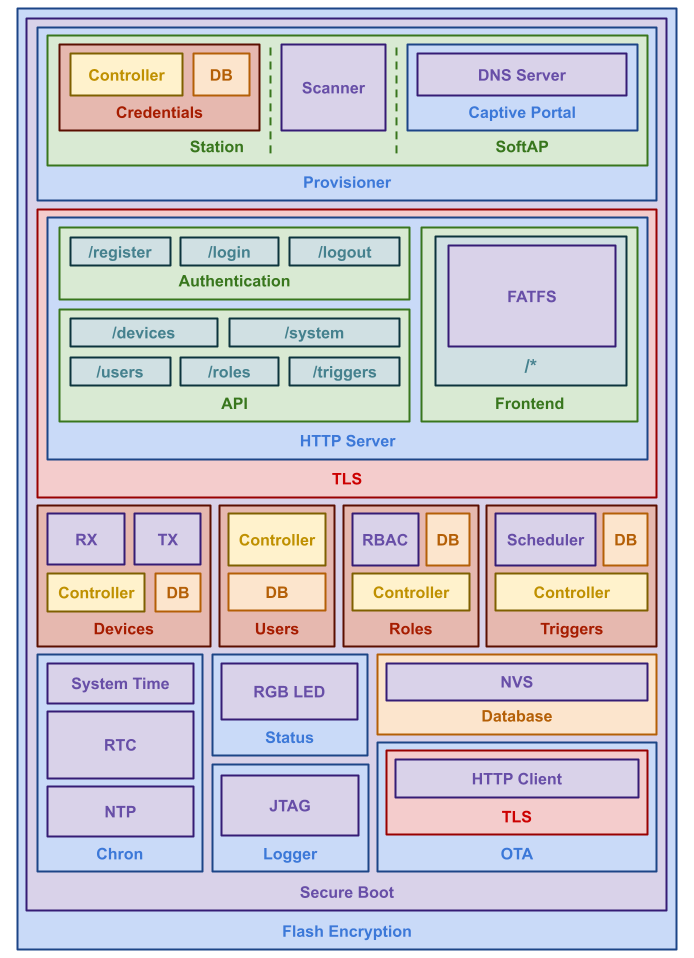 Controller
DB
Credentials
Station
Scanner
DNS Server
Captive Portal
SoftAP
Provisioner
/register
/login
/logout
Authentication
/devices
/system
/users
/roles
/triggers
API
FATFS
/*
Frontend
HTTP Server
TLS
RX
TX
Controller
DB
Devices
Controller
DB
Users
RBAC
DB
Controller
Roles
Scheduler
DB
Controller
Triggers
System Time
RTC
NTP
Chron
RGB LED
Status
JTAG
Logger
NVS
Database
HTTP Client
TLS
OTA
Secure Boot
Flash Encryption